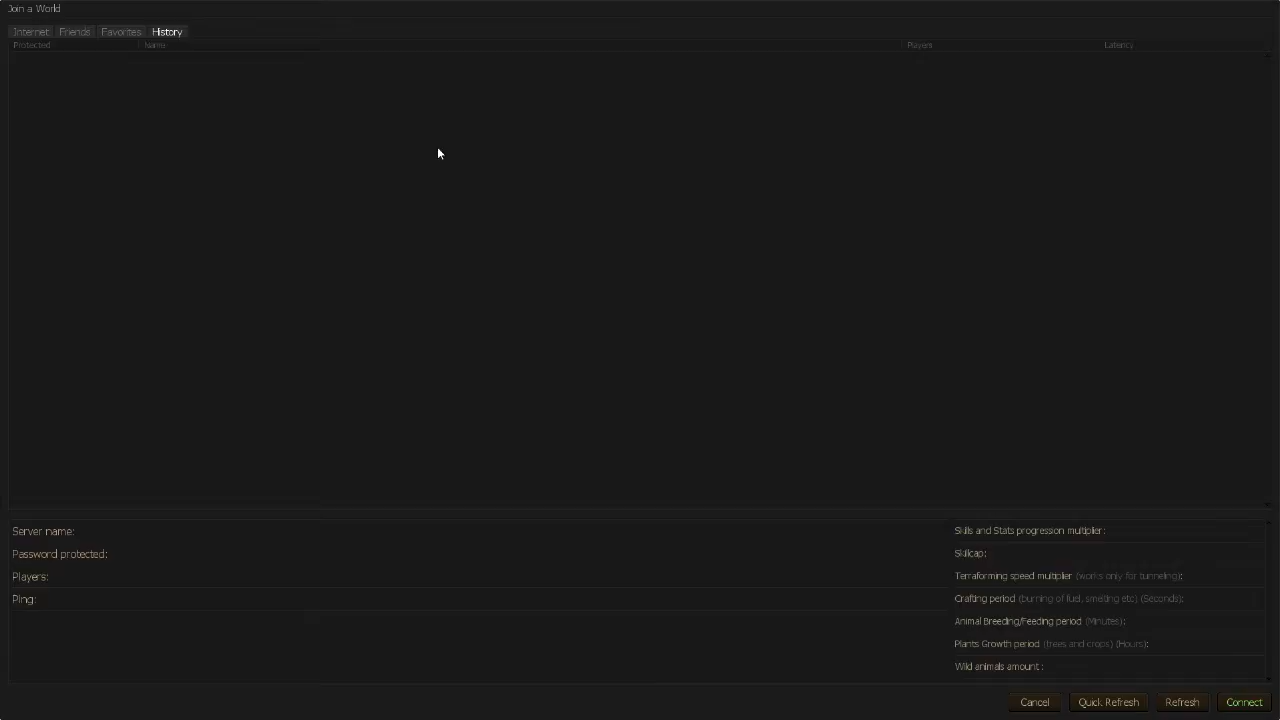 Join a World
Internet Friends Favorites History
Protected Name Players Latency
Server name: Skills and Stats progression multiplier:
Password protected: Skillcap:
Players: Terraforming speed multiplier (works only for tunneling):
Ping: Crafting period (burning of fuel, smelting etc) (Seconds):
Animal Breeding/Feeding period (Minutes):
Plants Growth period (trees and crops) (Hours):
Wild animals amount :
Cancel Quick Refresh Refresh Connect